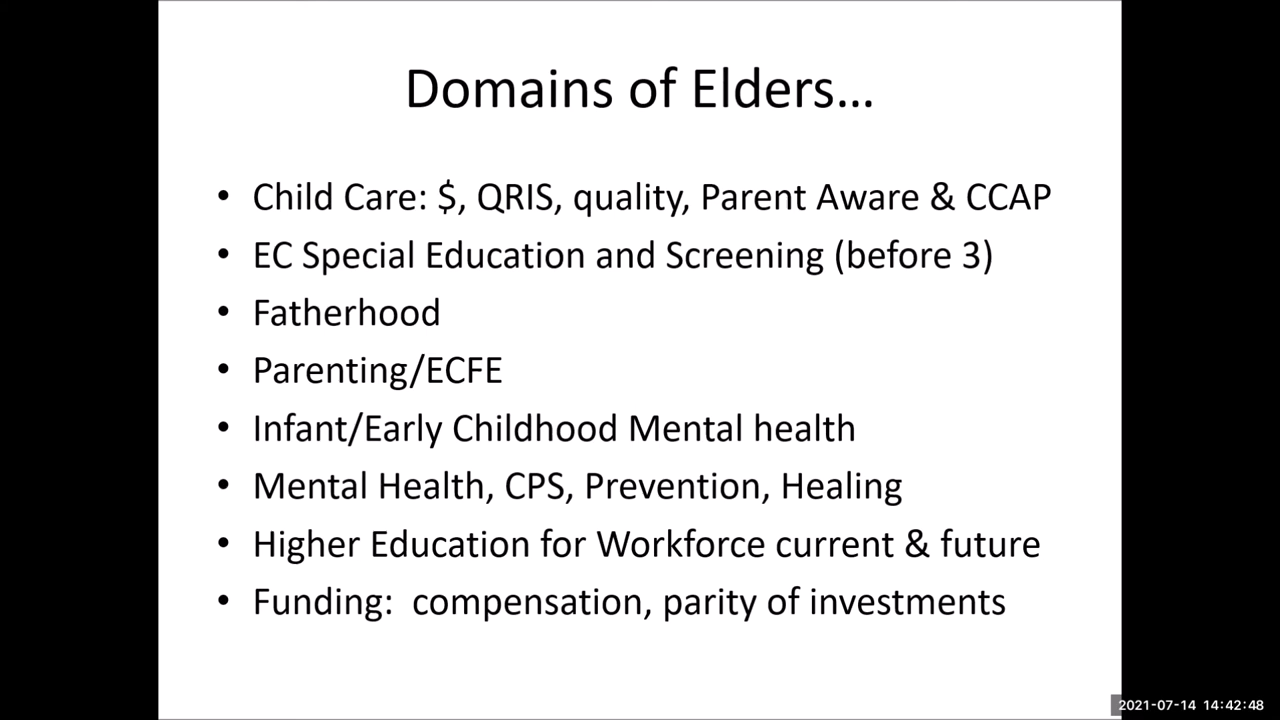 Domains of Elders...
• Child Care: $, QRIS, quality, Parent Aware & CCAP
• EC Special Education and Screening (before 3)
• Fatherhood
• Parenting/ECFE
• Infant/Early Childhood Mental health
• Mental Health, CPS, Prevention, Healing
• Higher Education for Workforce current & future
• Funding:  compensation, parity of investments
2021-07-14 14:42:48